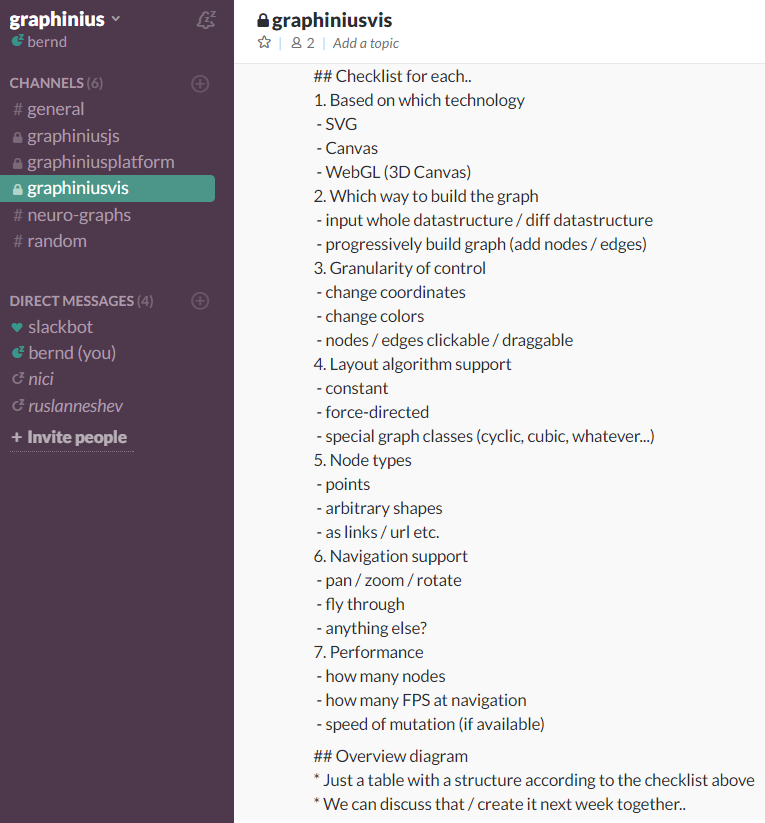 graphinius
bernd
CHANNELS (6)
# general
graphiniusjs
graphiniusplatform
graphiniusvis
# neuro-graphs
# random
DIRECT MESSAGES (4)
slackbot
bernd (you)
nici
ruslanneshev
+ Invite people
graphiniusvis
2 | Add a topic
## Checklist for each..
1. Based on which technology
- SVG
- Canvas
- WebGL (3D Canvas)
2. Which way to build the graph
- input whole datastructure / diff datastructure
- progressively build graph (add nodes / edges)
3. Granularity of control
- change coordinates
- change colors
- nodes / edges clickable / draggable
4. Layout algorithm support
- constant
- force-directed
- special graph classes (cyclic, cubic, whatever...)
5. Node types
- points
- arbitrary shapes
- as links / url etc.
6. Navigation support
- pan / zoom / rotate
- fly through
- anything else?
7. Performance
- how many nodes
- how many FPS at navigation
- speed of mutation (if available)
## Overview diagram
* Just a table with a structure according to the checklist above
* We can discuss that / create it next week together..